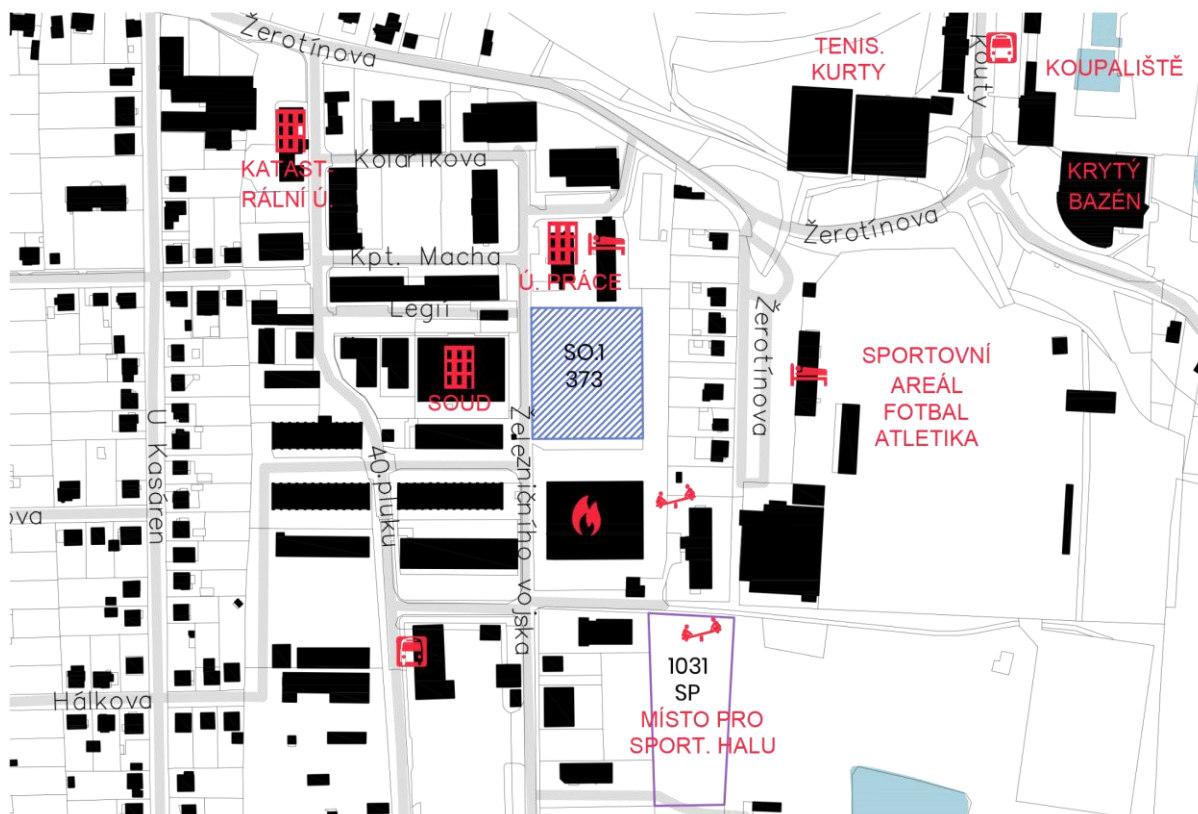 Žerotínova
TENIS.
KURTY
Kouty
KOUPALIŠTĚ
KATAST-
RÁLNÍ Ú.
Kolaříkova
KRYTÝ
BAZÉN
Žerotínova
Kpt. Macha
Ú. PRÁCE
Legií
SO.1
373
Žerotínova
SPORTOVNÍ
AREÁL
FOTBAL
ATLETIKA
SOUD
U Kasáren
40.pluku
Železničního vojska
ova
1031
SP
MÍSTO PRO
SPORT. HALU
Hálkova